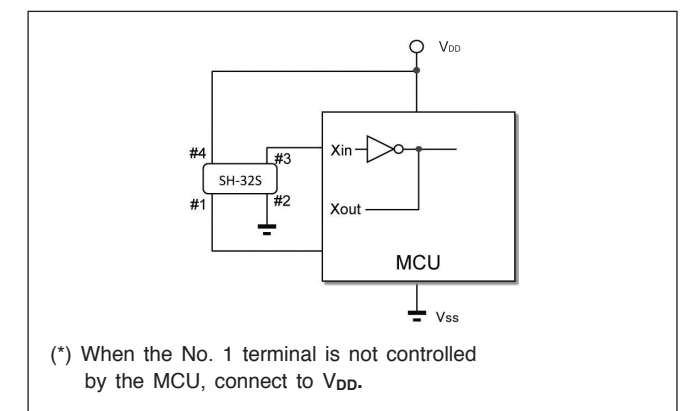 VDD
#4
#3
Xin
SH-32S
#1
#2
Xout
MCU
Vss
(*) When the No. 1 terminal is not controlled
by the MCU, connect to VDD.